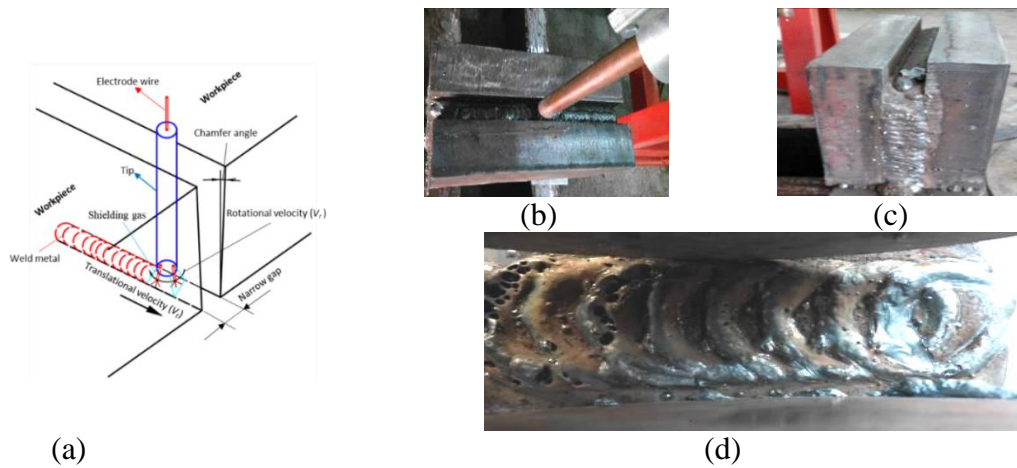 Electrode wire
Workpiece
Chamfer angle
Tip
Workpiece
Shielding gas
Rotational velocity (Vr)
Weld metal
Translational velocity (Vt)
Narrow gap
(a)
(b)
(c)
(d)